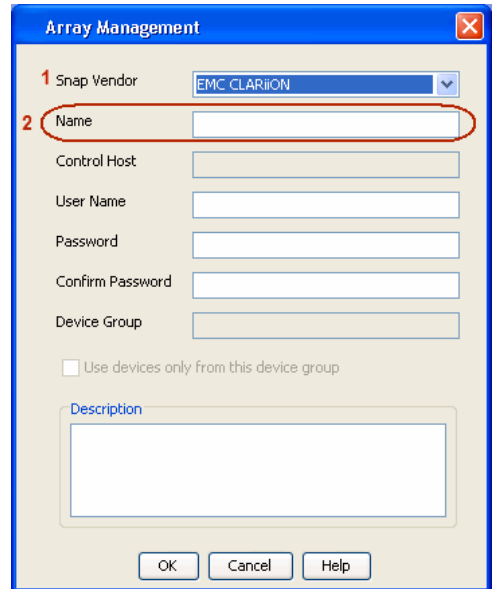 Array Management
1 Snap Vendor EMC CLARiiON
2 Name
Control Host
User Name
Password
Confirm Password
Device Group
Use devices only from this device group
Description
OK Cancel Help